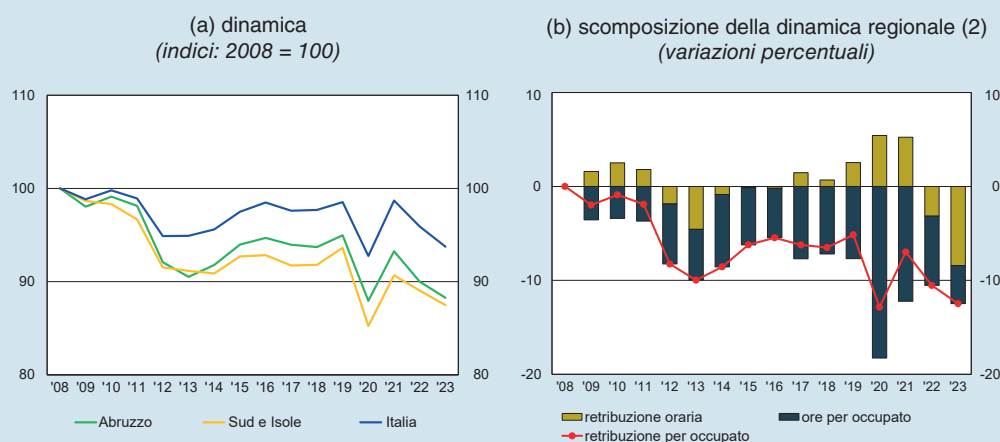 (a) dinamica
(indici: 2008 = 100)
110
100
90
80
110
100
90
80
'08 '09 '10 '11 '12 '13 '14 '15 '16 '17 '18 '19 '20 '21 '22 '23
Abruzzo Sud e Isole Italia
(b) scomposizione della dinamica regionale (2)
(variazioni percentuali)
10
0
-10
-20
10
0
-10
-20
'08 '09 '10 '11 '12 '13 '14 '15 '16 '17 '18 '19 '20 '21 '22 '23
retribuzione oraria ore per occupato
retribuzione per occupato